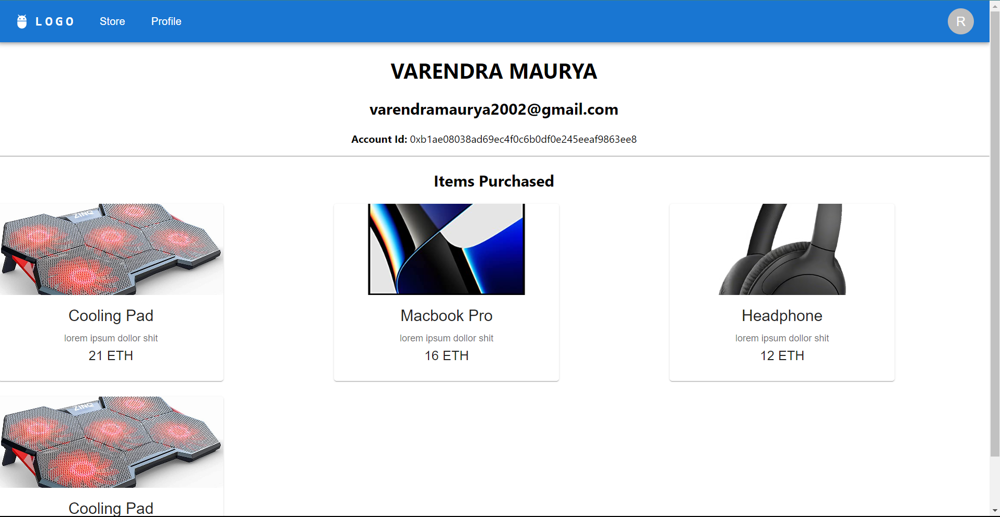 LOGO Store Profile R
VARENDRA MAURYA
varendramaurya2002@gmail.com
Account Id: 0xb1ae08038ad69ec4f0c6b0df0e245eeaf9863ee8
Items Purchased
ZINQ
Cooling Pad
lorem ipsum dollor shit
21 ETH
Macbook Pro
lorem ipsum dollor shit
16 ETH
Headphone
lorem ipsum dollor shit
12 ETH
ZINQ
Cooling Pad